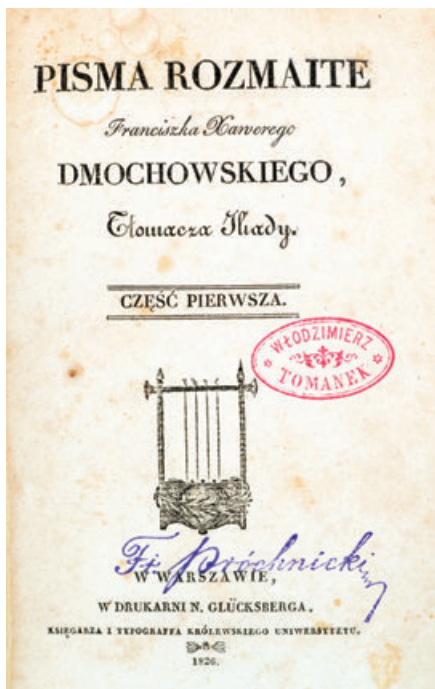 PISMA ROZMAITE
Franciszka Xawerego
DMOCHOWSKIEGO,
Tłomacza Iliady.
CZĘŚĆ PIERWSZA.
WŁODZIMIERZ
TOMANEK
Fr. Próchnicki
W WARSZAWIE,
W DRUKARNI N. GLÜCKSBERGA.
KSIĘGARZA I TYPOGRAFFA KRÓLEWSKIEGO UNIWERSYTETU.
1826.